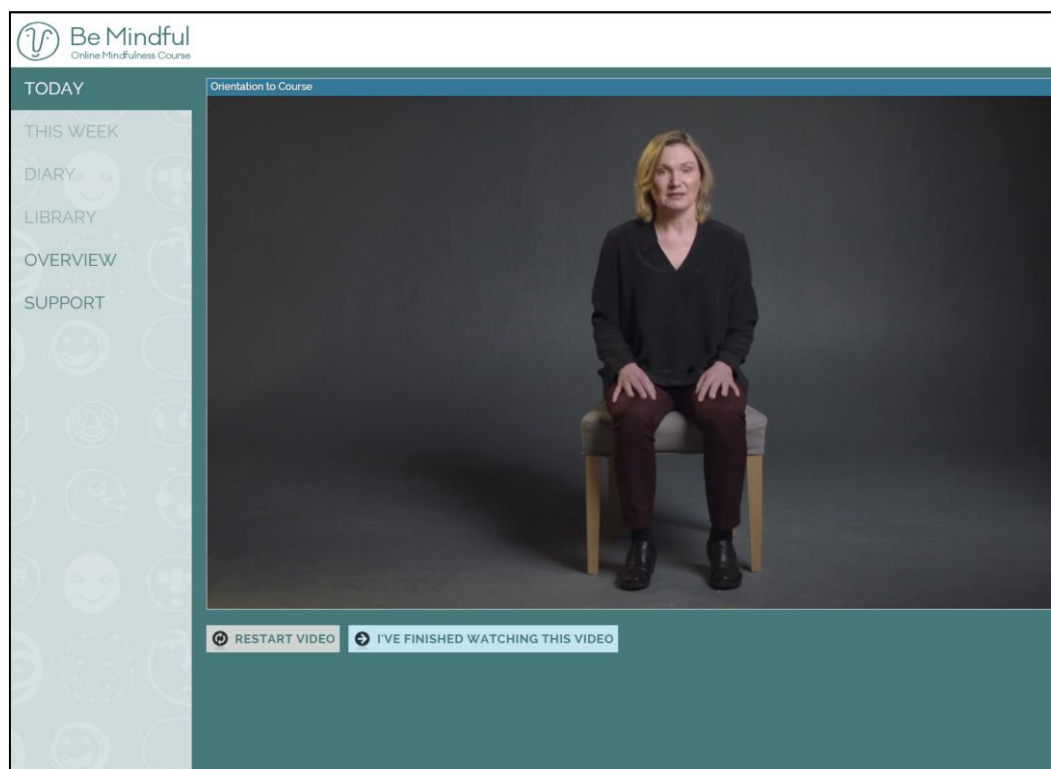 Be Mindful
Online Mindfulness Course
TODAY
THIS WEEK
DIARY
LIBRARY
OVERVIEW
SUPPORT
Orientation to Course
RESTART VIDEO
I'VE FINISHED WATCHING THIS VIDEO